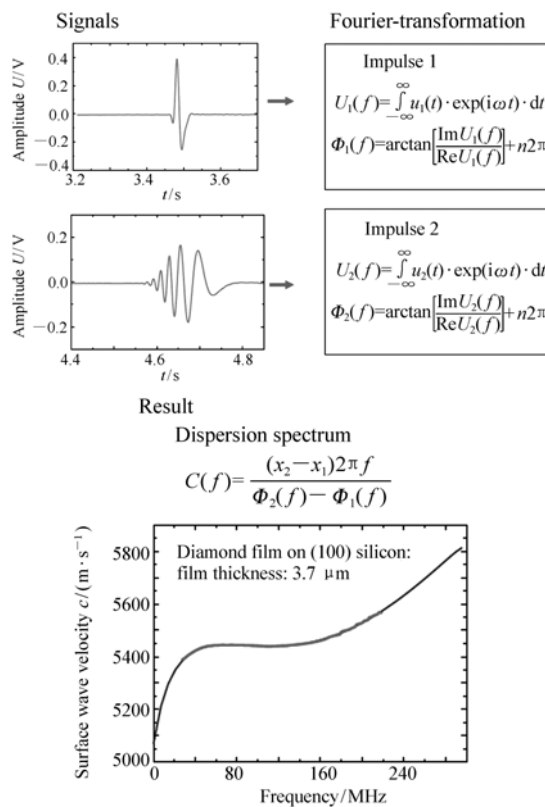 Signals
Fourier-transformation
Amplitude U/V
0.4
0.2
0.0
−0.2
−0.4
3.2
3.4
3.6
t/s
Impulse 1
U₁(f)=∫₋∞^∞ u₁(t)·exp(iωt)·dt
Φ₁(f)=arctan[ImU₁(f)/ReU₁(f)]+n2π
Amplitude U/V
0.2
0.0
−0.2
4.4
4.6
4.8
t/s
Impulse 2
U₂(f)=∫₋∞^∞ u₂(t)·exp(iωt)·dt
Φ₂(f)=arctan[ImU₂(f)/ReU₂(f)]+n2π
Result
Dispersion spectrum
C(f)=(x₂−x₁)2πf/Φ₂(f)−Φ₁(f)
Surface wave velocity c/(m·s⁻¹)
5800
5600
5400
5200
5000
Diamond film on (100) silicon:
film thickness: 3.7 μm
0
40
80
160
240
Frequency/MHz